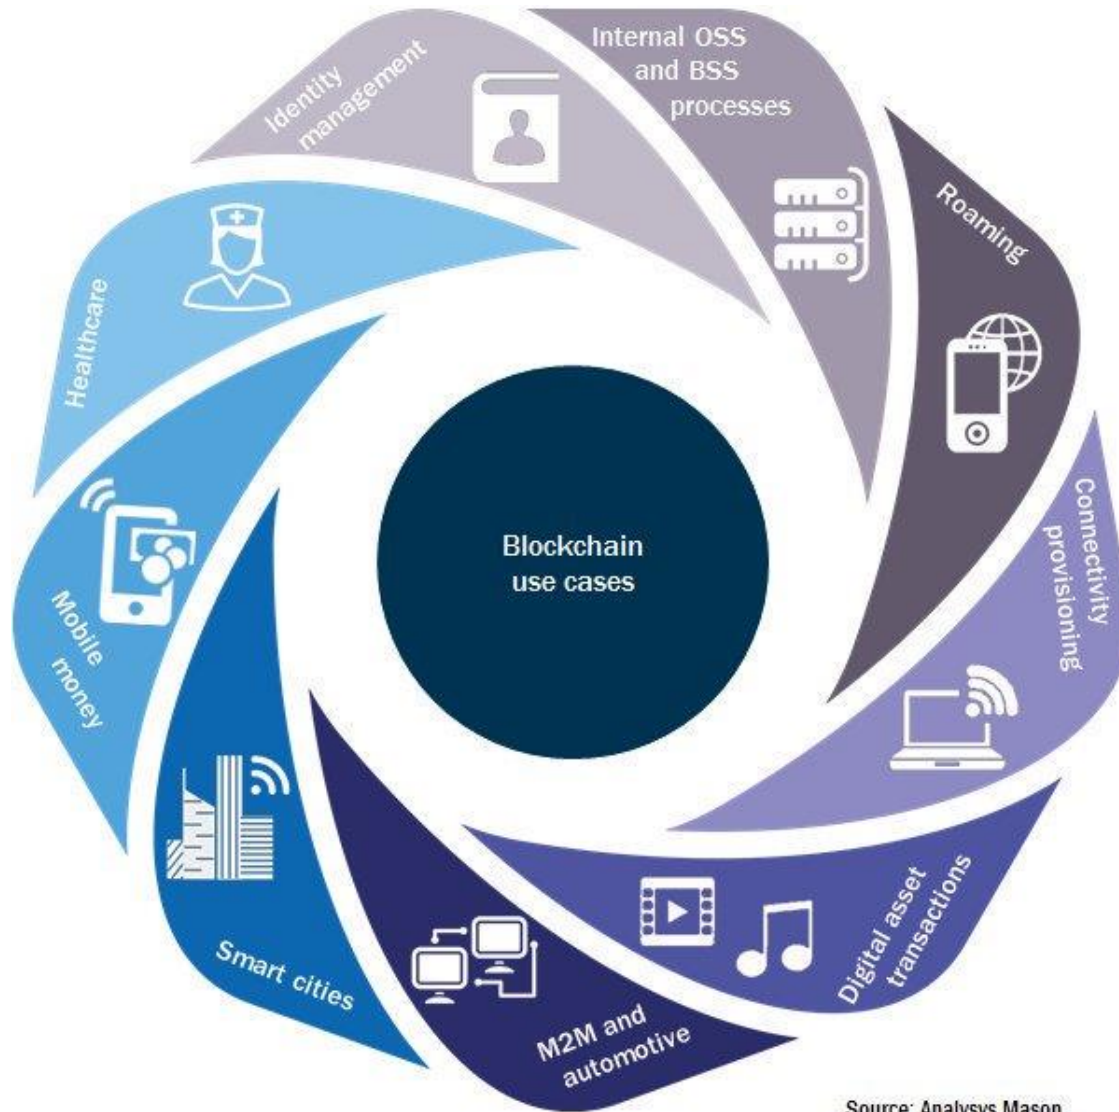 Internal OSS
and BSS
processes
Roaming
Connectivity
provisioning
Digital asset
transactions
M2M and
automotive
Smart cities
Mobile
money
Healthcare
Identity
management
Blockchain
use cases
Source: Analysys Mason